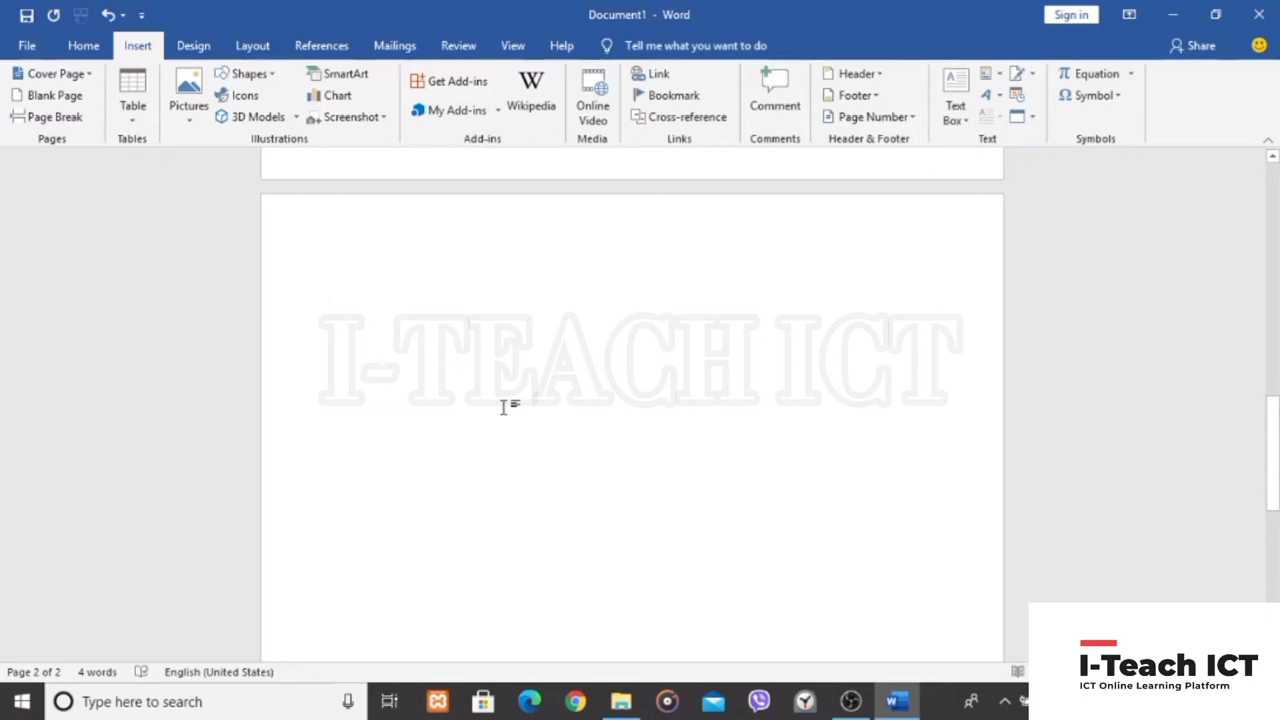 Document1 - Word
Sign in
File Home Insert Design Layout References Mailings Review View Help Tell me what you want to do Share
Cover Page
Blank Page
Page Break
Pages
Table
Tables
Pictures
Shapes
Icons
3D Models
SmartArt
Chart
Screenshot
Illustrations
Get Add-ins
My Add-ins
Wikipedia
Add-ins
Online
Video
Media
Link
Bookmark
Cross-reference
Links
Comment
Comments
Header
Footer
Page Number
Header & Footer
Text
Box
Text
Equation
Symbol
Symbols
I-TEACH ICT
Page 2 of 2 4 words English (United States)
Type here to search
I-Teach ICT
ICT Online Learning Platform